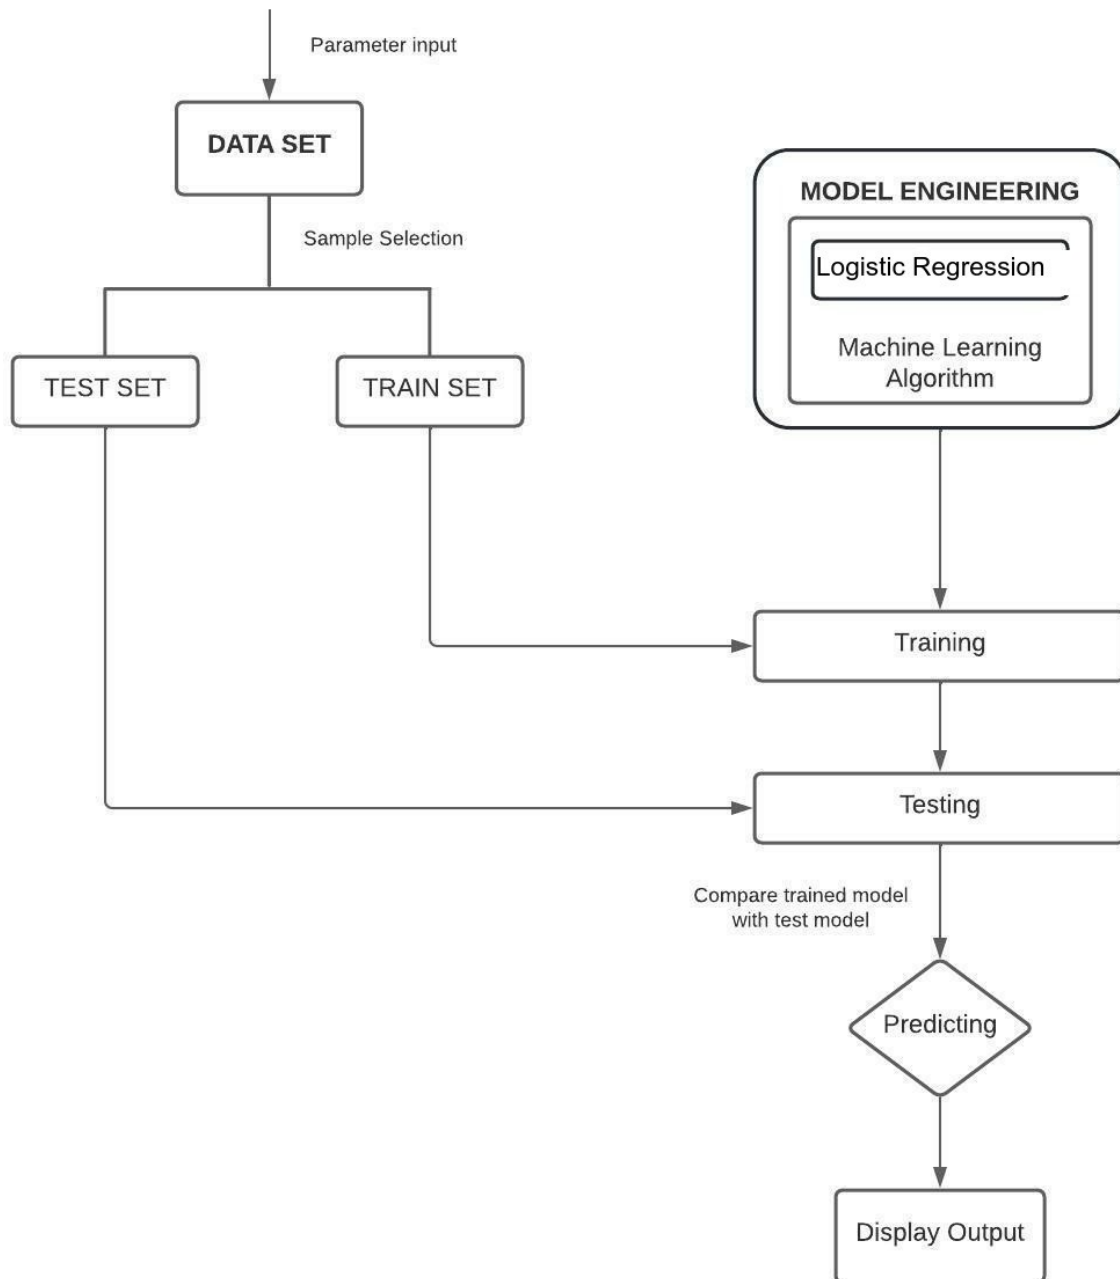 Parameter input
DATA SET
Sample Selection
TEST SET
TRAIN SET
MODEL ENGINEERING
Logistic Regression
Machine Learning
Algorithm
Training
Testing
Compare trained model
with test model
Predicting
Display Output